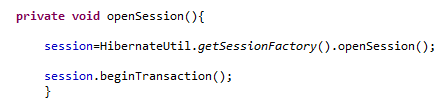 private void openSession(){
session=HibernateUtil.getSessionFactory().openSession();
session.beginTransaction();
}